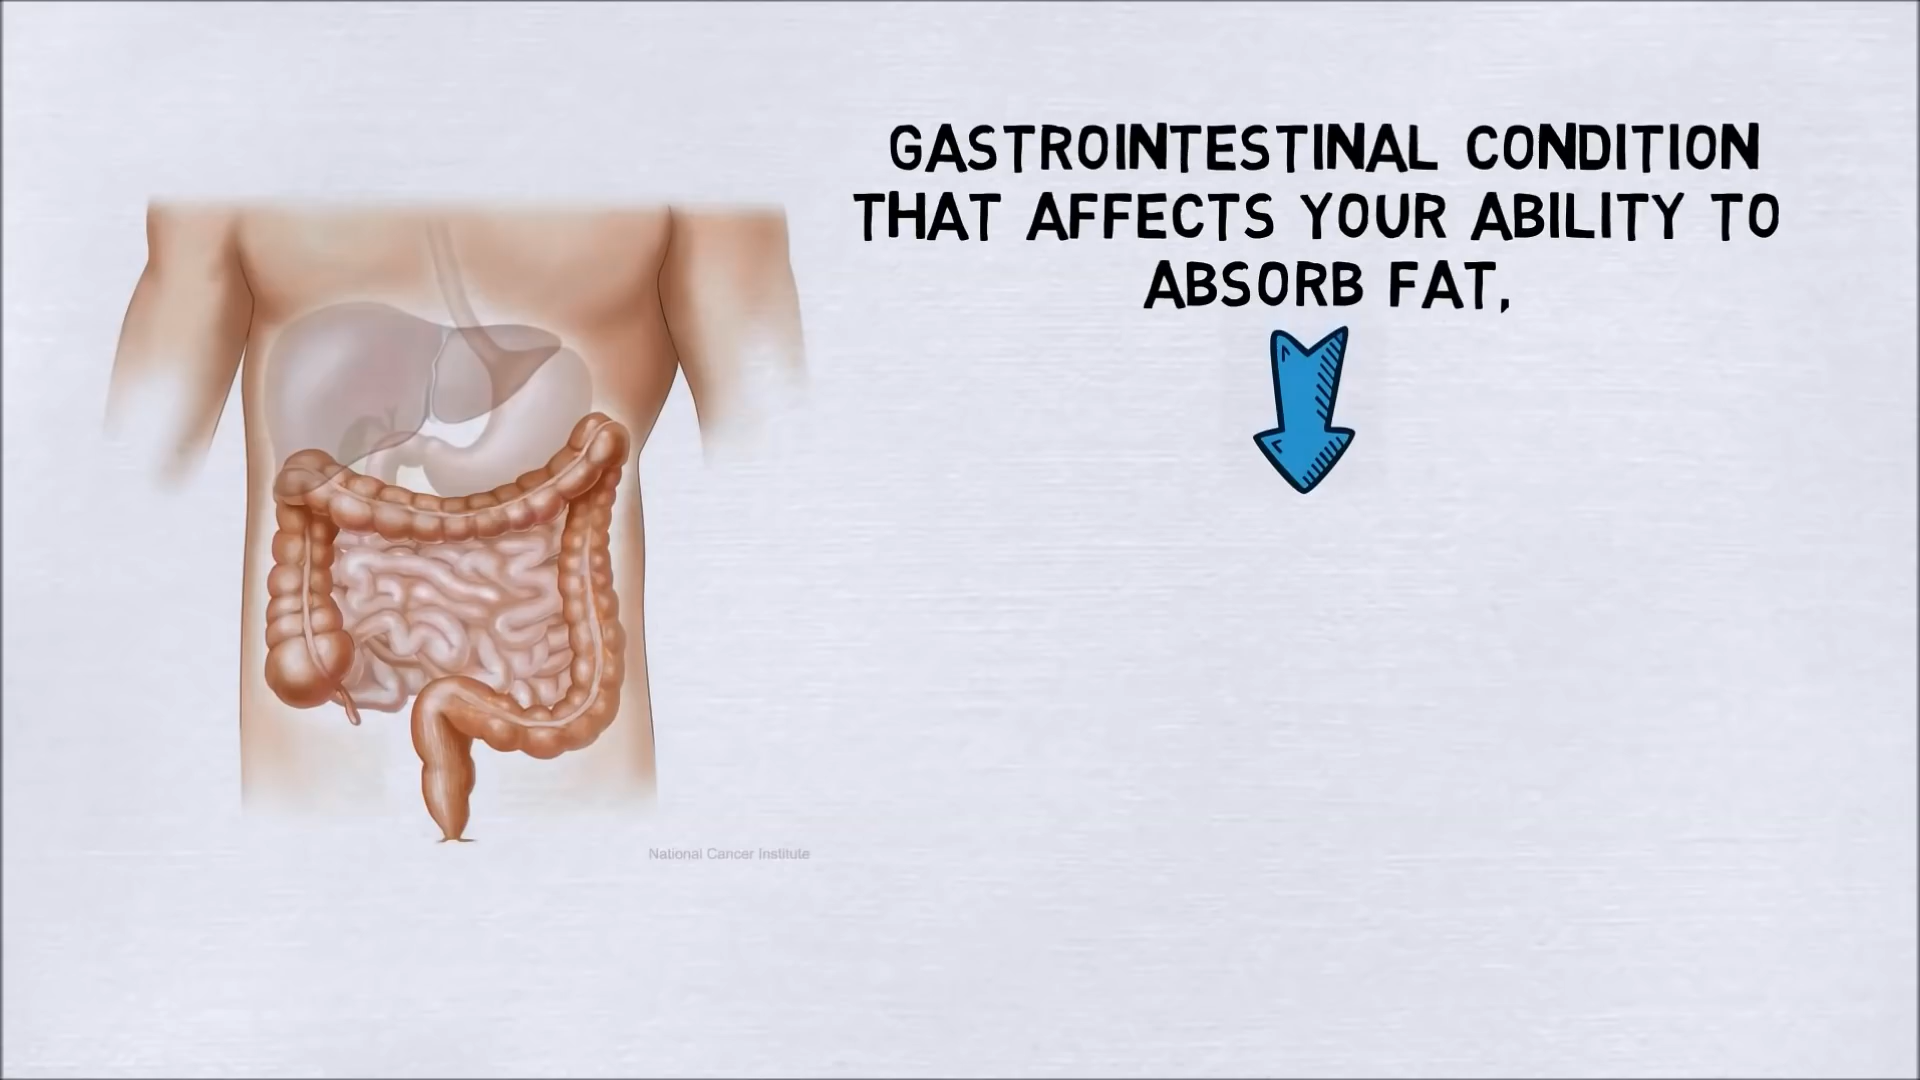 GASTROINTESTINAL CONDITION
THAT AFFECTS YOUR ABILITY TO
ABSORB FAT,
National Cancer Institute